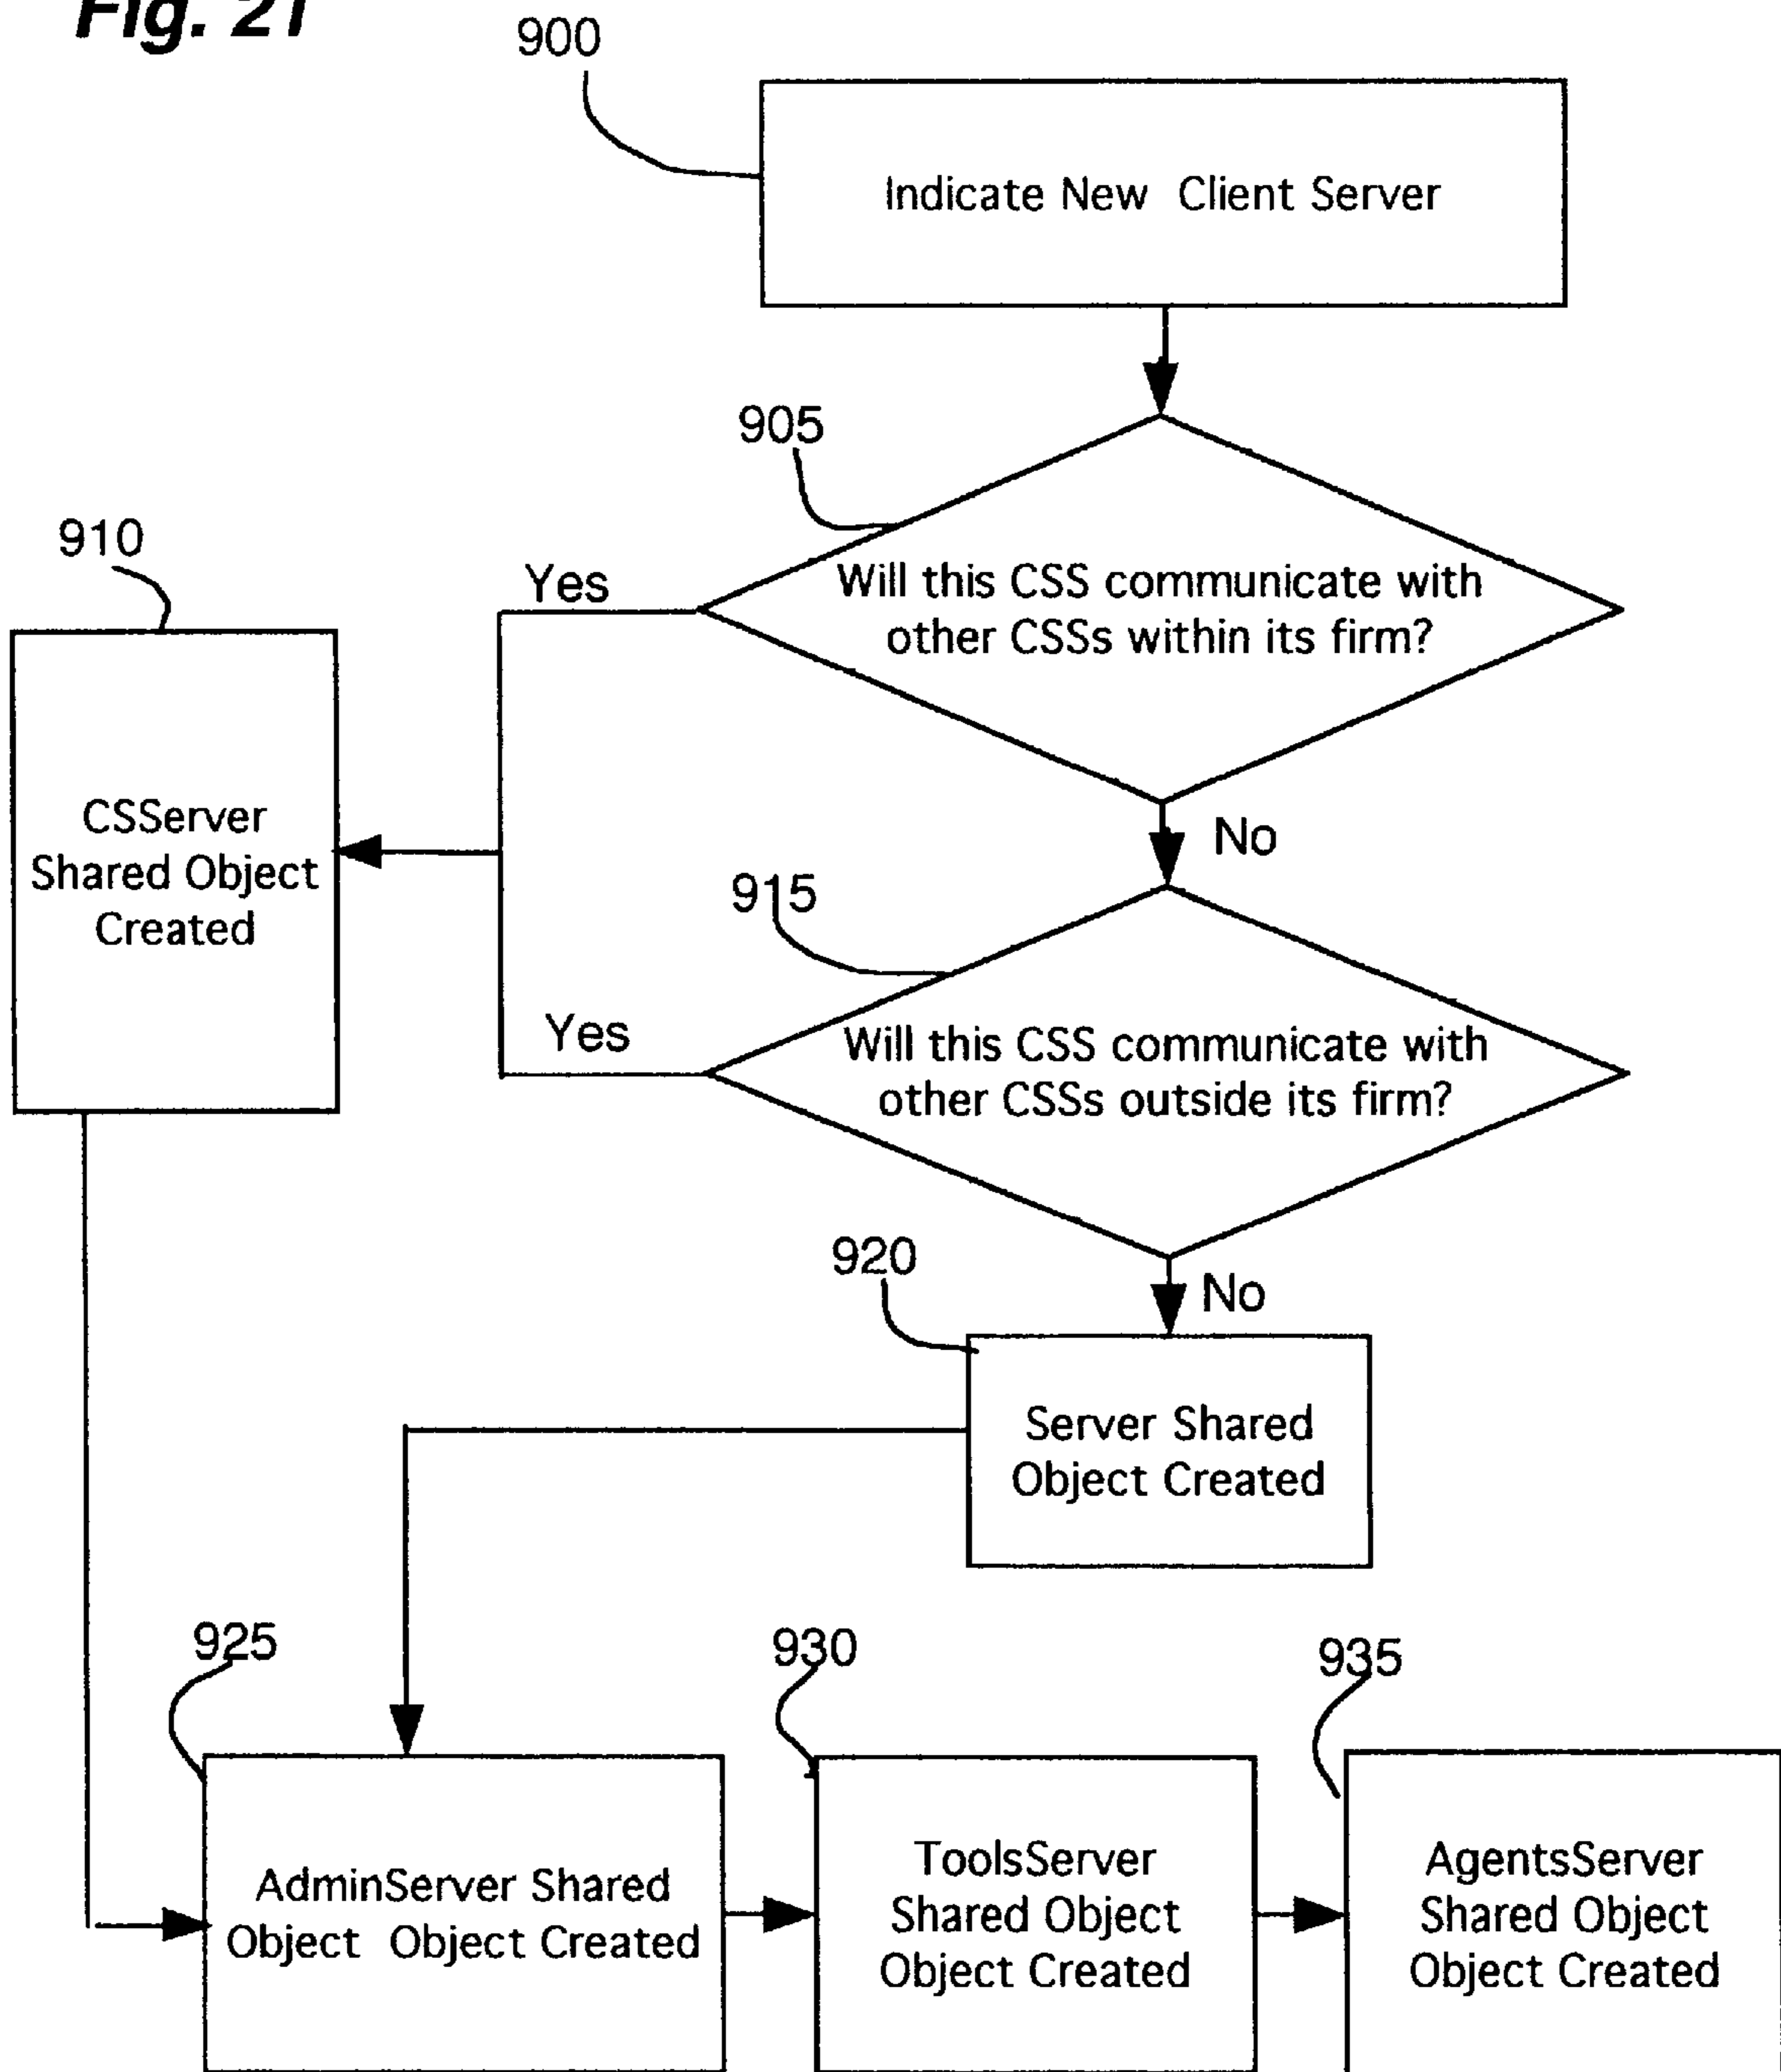 Fig. 21
900
Indicate New Client Server
905
Will this CSS communicate with
other CSSs within its firm?
Yes
910
CSServer
Shared Object
Created
No
915
Will this CSS communicate with
other CSSs outside its firm?
Yes
920
No
Server Shared
Object Created
925
AdminServer Shared
Object Object Created
930
ToolsServer
Shared Object
Object Created
935
AgentsServer
Shared Object
Object Created